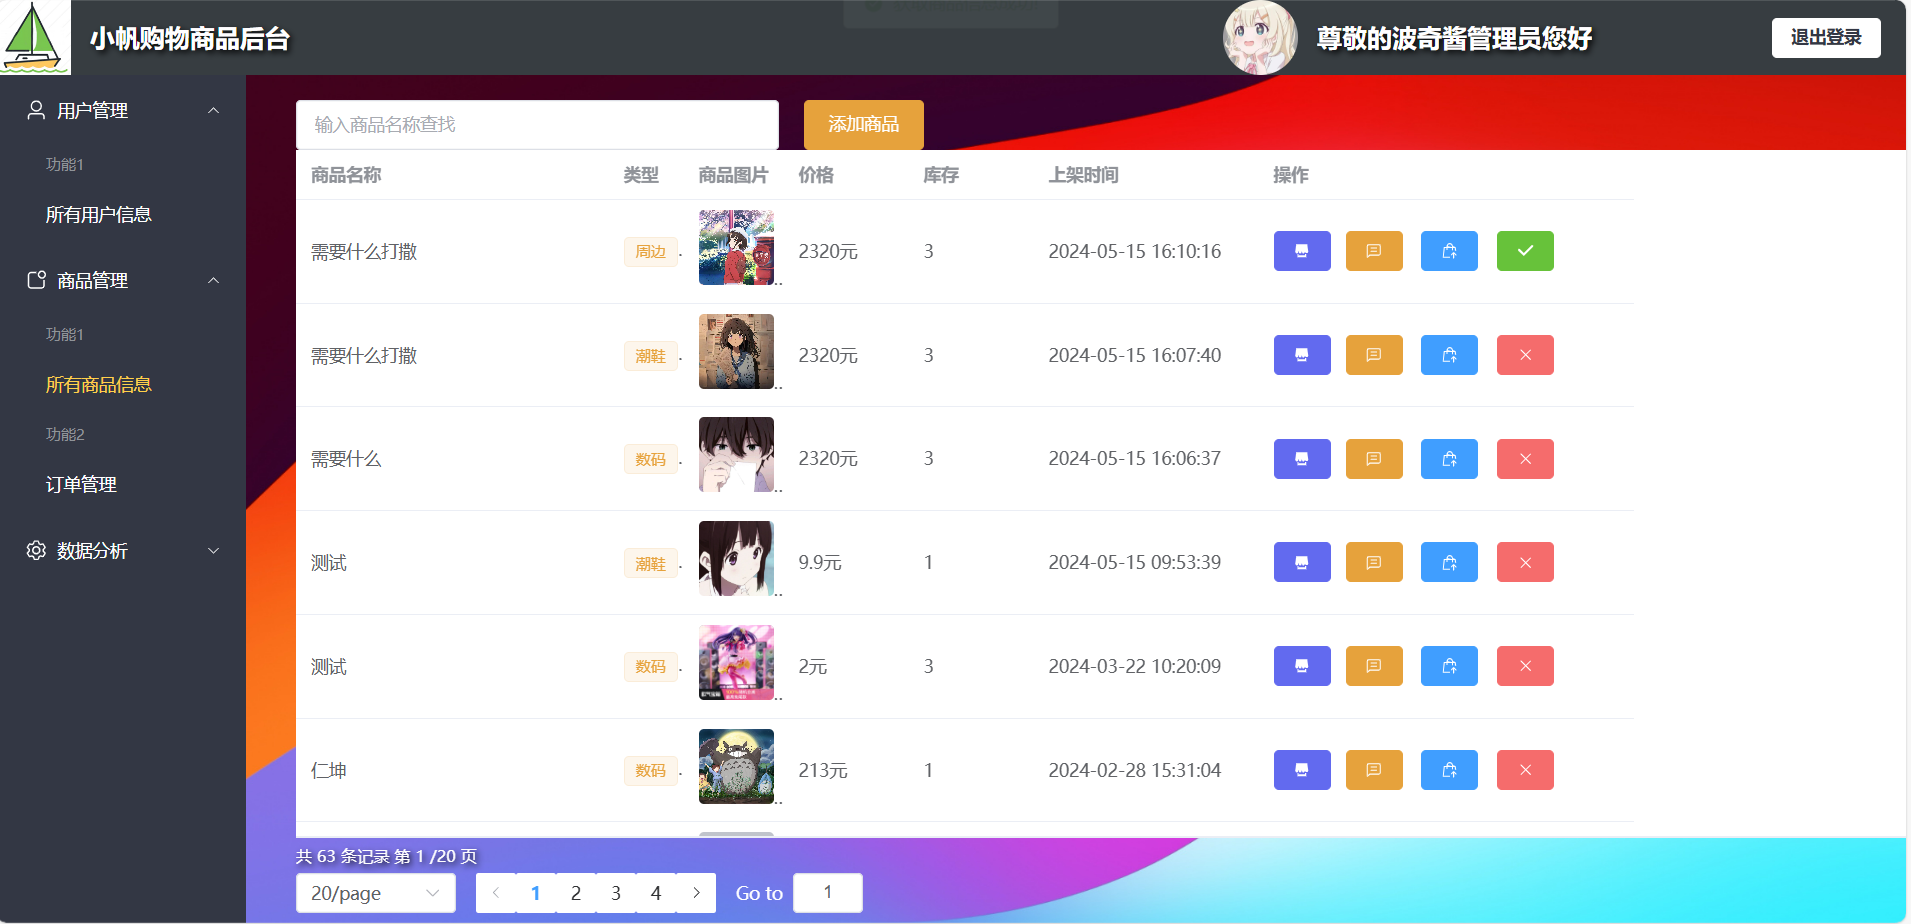 小帆购物商品后台
尊敬的波奇酱管理员您好
退出登录
用户管理
功能1
所有用户信息
商品管理
功能1
所有商品信息
功能2
订单管理
数据分析
输入商品名称查找
添加商品
商品名称 类型 商品图片 价格 库存 上架时间 操作
需要什么打撒 周边 . .. 2320元 3 2024-05-15 16:10:16
需要什么打撒 潮鞋 . .. 2320元 3 2024-05-15 16:07:40
需要什么 数码 . .. 2320元 3 2024-05-15 16:06:37
测试 潮鞋 . .. 9.9元 1 2024-05-15 09:53:39
测试 数码 . .. 2元 3 2024-03-22 10:20:09
仁坤 数码 . .. 213元 1 2024-02-28 15:31:04
共 63 条记录 第 1 /20 页
20/page 1 2 3 4 Go to 1